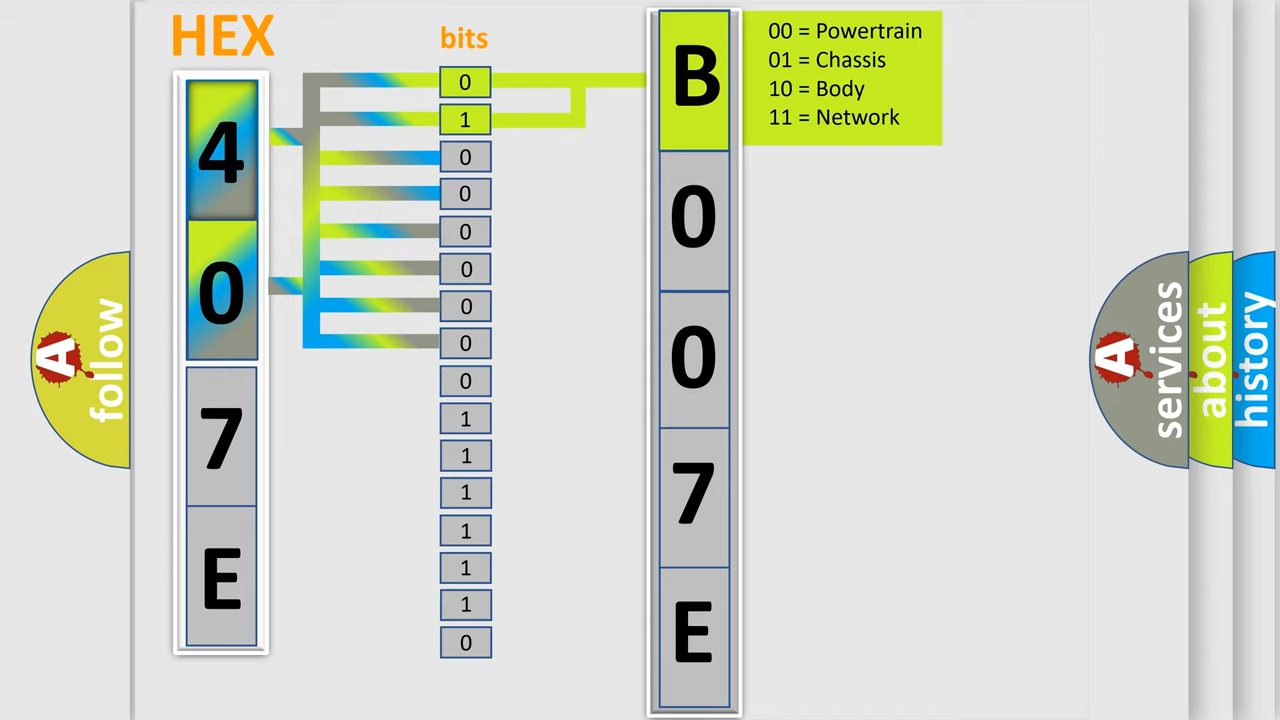 HEX
bits
4
0
7
E
0
1
0
0
0
0
0
0
0
1
1
1
1
1
1
0
B
0
0
7
E
00 = Powertrain
01 = Chassis
10 = Body
11 = Network
A
follow
A
services
about
history